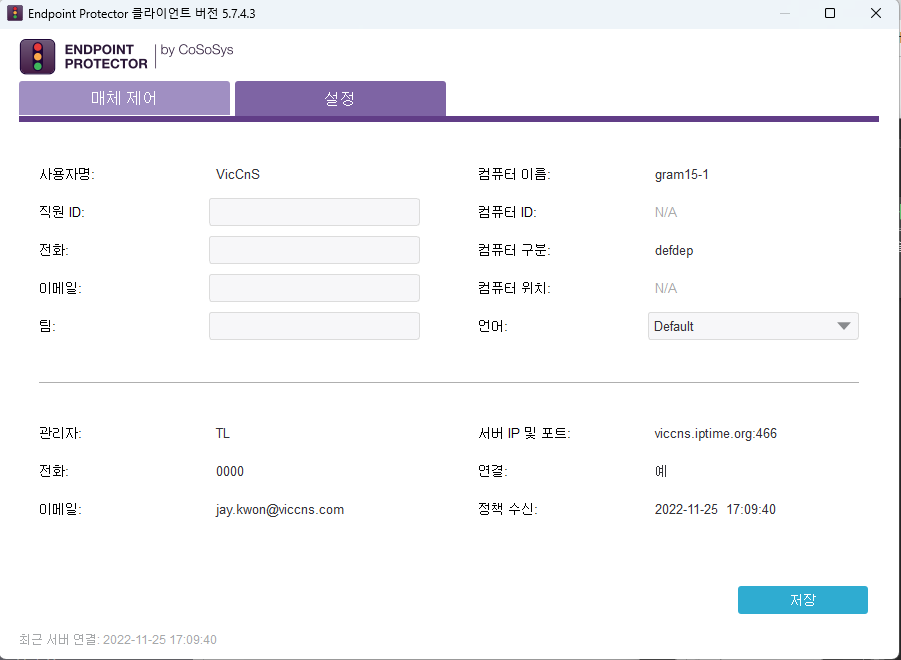 Endpoint Protector 클라이언트 버전 5.7.4.3
ENDPOINT PROTECTOR by CoSoSys
매체 제어
설정
사용자명: VicCnS
컴퓨터 이름: gram15-1
직원 ID:
컴퓨터 ID: N/A
전화:
컴퓨터 구분: defdep
이메일:
컴퓨터 위치: N/A
팀:
언어: Default
관리자: TL
서버 IP 및 포트: viccns.iptime.org:466
전화: 0000
연결: 예
이메일: jay.kwon@viccns.com
정책 수신: 2022-11-25 17:09:40
저장
최근 서버 연결: 2022-11-25 17:09:40